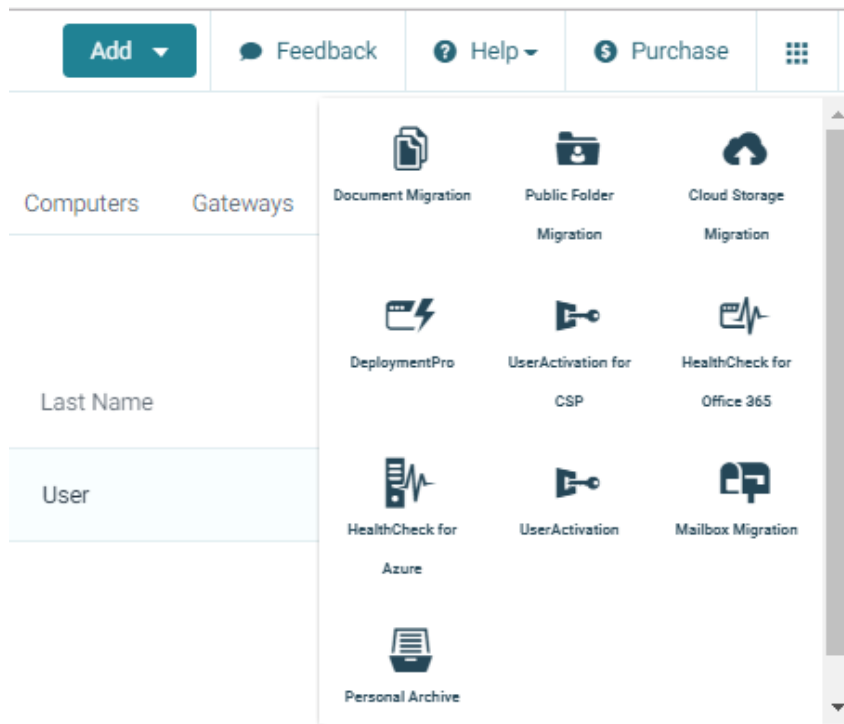 Add
Feedback
Help
Purchase
Computers
Gateways
Document Migration
Public Folder
Migration
Cloud Storage
Migration
DeploymentPro
UserActivation for
CSP
HealthCheck for
Office 365
Last Name
User
HealthCheck for
Azure
UserActivation
Mailbox Migration
Personal Archive